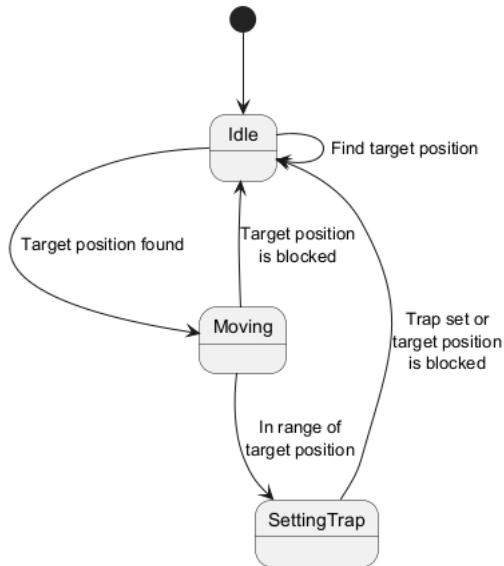 Idle
Find target position
Target position found
Target position
is blocked
Moving
Trap set or
target position
is blocked
In range of
target position
SettingTrap